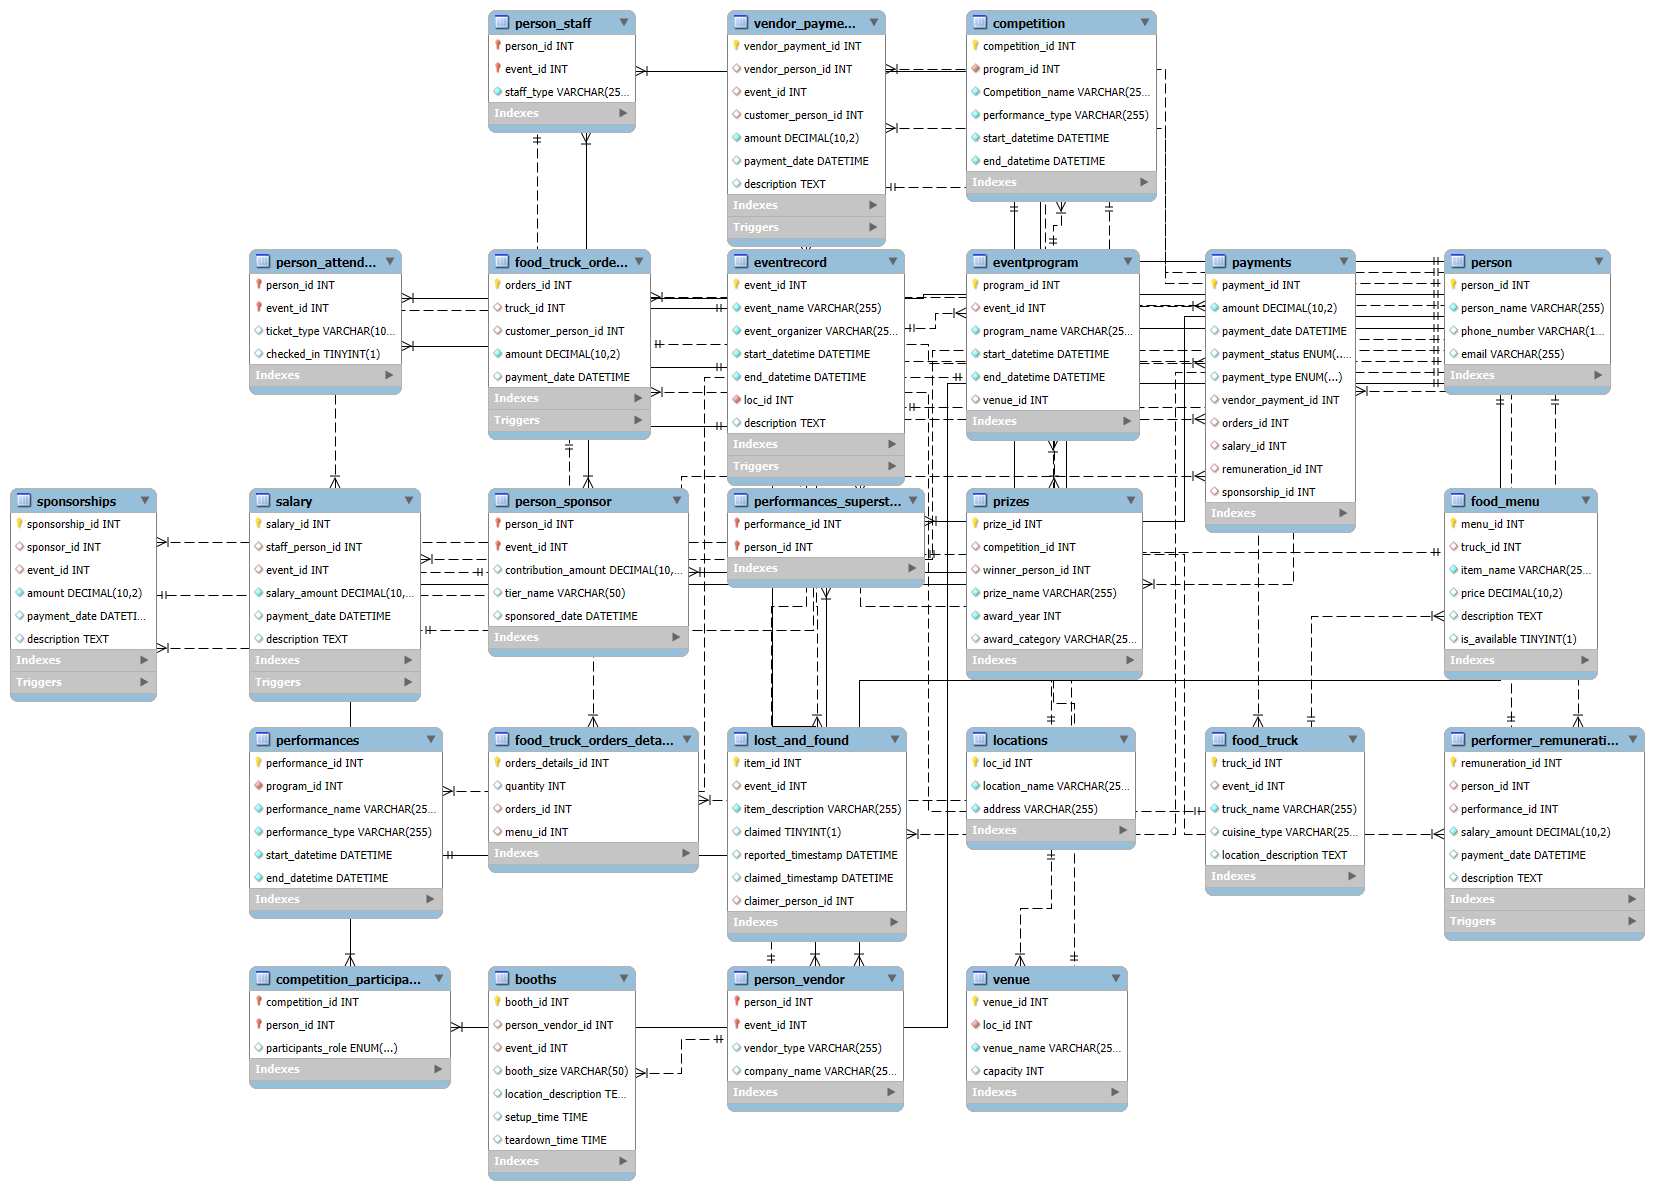 person_staff
person_id INT
event_id INT
staff_type VARCHAR(25...
Indexes
vendor_payme...
vendor_payment_id INT
vendor_person_id INT
event_id INT
customer_person_id INT
amount DECIMAL(10,2)
payment_date DATETIME
description TEXT
Indexes
Triggers
competition
competition_id INT
program_id INT
Competition_name VARCHAR(25...
performance_type VARCHAR(255)
start_datetime DATETIME
end_datetime DATETIME
Indexes
person_attend...
person_id INT
event_id INT
ticket_type VARCHAR(10...
checked_in TINYINT(1)
Indexes
food_truck_orde...
orders_id INT
truck_id INT
customer_person_id INT
amount DECIMAL(10,2)
payment_date DATETIME
Indexes
Triggers
eventrecord
event_id INT
event_name VARCHAR(255)
event_organizer VARCHAR(25...
start_datetime DATETIME
end_datetime DATETIME
loc_id INT
description TEXT
Indexes
Triggers
eventprogram
program_id INT
event_id INT
program_name VARCHAR(25...
start_datetime DATETIME
end_datetime DATETIME
venue_id INT
Indexes
payments
payment_id INT
amount DECIMAL(10,2)
payment_date DATETIME
payment_status ENUM(...
payment_type ENUM(...)
vendor_payment_id INT
orders_id INT
salary_id INT
remuneration_id INT
sponsorship_id INT
Indexes
person
person_id INT
person_name VARCHAR(255)
phone_number VARCHAR(1...
email VARCHAR(255)
Indexes
sponsorships
sponsorship_id INT
sponsor_id INT
event_id INT
amount DECIMAL(10,2)
payment_date DATETI...
description TEXT
Indexes
Triggers
salary
salary_id INT
staff_person_id INT
event_id INT
salary_amount DECIMAL(10,...
payment_date DATETIME
description TEXT
Indexes
Triggers
person_sponsor
person_id INT
event_id INT
contribution_amount DECIMAL(10,...
tier_name VARCHAR(50)
sponsored_date DATETIME
Indexes
performances_superst...
performance_id INT
person_id INT
Indexes
prizes
prize_id INT
competition_id INT
winner_person_id INT
prize_name VARCHAR(255)
award_year INT
award_category VARCHAR(25...
Indexes
food_menu
menu_id INT
truck_id INT
item_name VARCHAR(25...
price DECIMAL(10,2)
description TEXT
is_available TINYINT(1)
Indexes
performances
performance_id INT
program_id INT
performance_name VARCHAR(25...
performance_type VARCHAR(255)
start_datetime DATETIME
end_datetime DATETIME
Indexes
food_truck_orders_deta...
orders_details_id INT
quantity INT
orders_id INT
menu_id INT
Indexes
lost_and_found
item_id INT
event_id INT
item_description VARCHAR(255)
claimed TINYINT(1)
reported_timestamp DATETIME
claimed_timestamp DATETIME
claimer_person_id INT
Indexes
locations
loc_id INT
location_name VARCHAR(25...
address VARCHAR(255)
Indexes
food_truck
truck_id INT
event_id INT
truck_name VARCHAR(255)
cuisine_type VARCHAR(25...
location_description TEXT
Indexes
performer_remunerati...
remuneration_id INT
person_id INT
performance_id INT
salary_amount DECIMAL(10,2)
payment_date DATETIME
description TEXT
Indexes
Triggers
competition_participa...
competition_id INT
person_id INT
participants_role ENUM(...)
Indexes
booths
booth_id INT
person_vendor_id INT
event_id INT
booth_size VARCHAR(50)
location_description TE...
setup_time TIME
teardown_time TIME
Indexes
person_vendor
person_id INT
event_id INT
vendor_type VARCHAR(255)
company_name VARCHAR(25...
Indexes
venue
venue_id INT
loc_id INT
venue_name VARCHAR(25...
capacity INT
Indexes